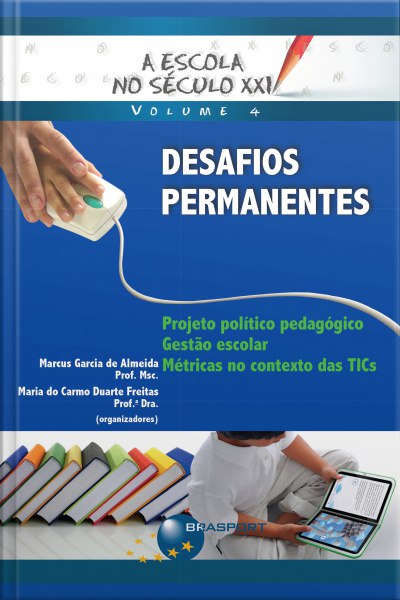 A ESCOLA
NO SÉCULO XXI
VOLUME 4
DESAFIOS
PERMANENTES
Projeto político pedagógico
Gestão escolar
Métricas no contexto das TICs
Marcus Garcia de Almeida
Prof. Msc.
Maria do Carmo Duarte Freitas
Prof.ª Dra.
(organizadores)
BRASPORT